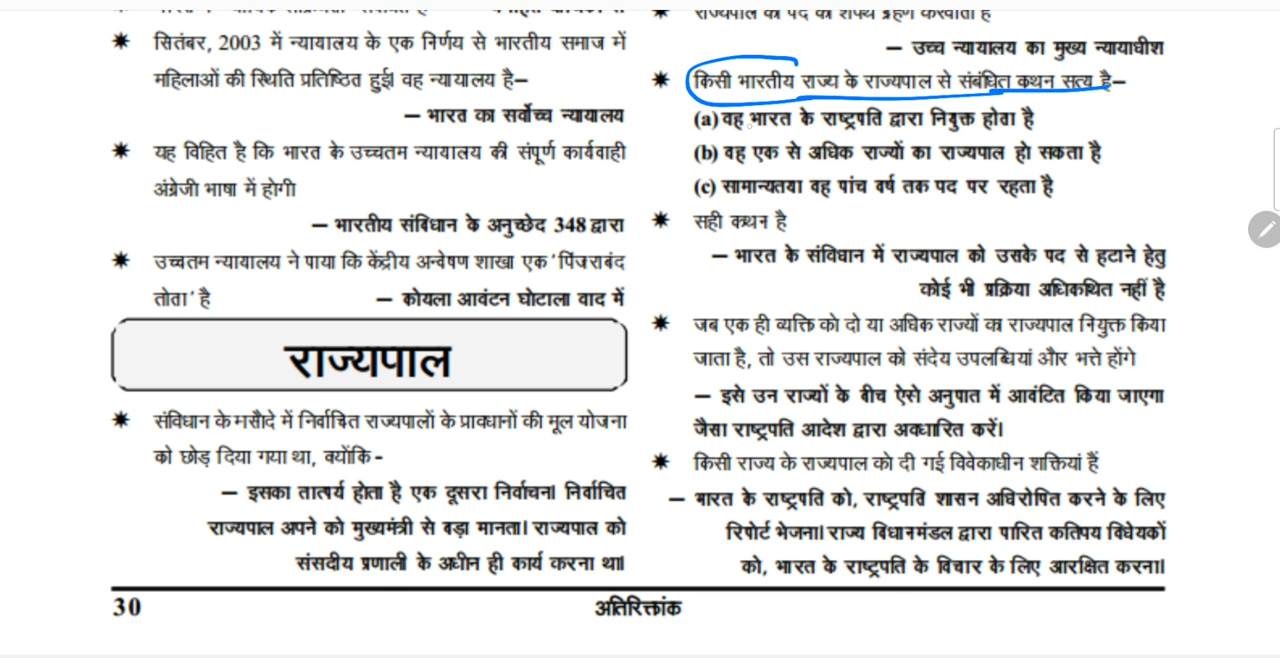 सितंबर, 2003 में न्यायालय के एक निर्णय से भारतीय समाज में
महिलाओं की स्थिति प्रतिष्ठित हुई। वह न्यायालय है–
– भारत का सर्वोच्च न्यायालय
यह विहित है कि भारत के उच्चतम न्यायालय की संपूर्ण कार्यवाही
अंग्रेजी भाषा में होगी
– भारतीय संविधान के अनुच्छेद 348 द्वारा
उच्चतम न्यायालय ने पाया कि केंद्रीय अन्वेषण शाखा एक 'पिंजराबंद
तोता' है – कोयला आवंटन घोटाला वाद में
राज्यपाल
संविधान के मसौदे में निर्वाचित राज्यपालों के प्रावधानों की मूल योजना
को छोड़ दिया गया था, क्योंकि -
– इसका तात्पर्य होता है एक दूसरा निर्वाचन। निर्वाचित
राज्यपाल अपने को मुख्यमंत्री से बड़ा मानता। राज्यपाल को
संसदीय प्रणाली के अधीन ही कार्य करना था।
राज्यपाल को पद की शपथ ग्रहण करवाता है
– उच्च न्यायालय का मुख्य न्यायाधीश
किसी भारतीय राज्य के राज्यपाल से संबंधित कथन सत्य है–
(a) वह भारत के राष्ट्रपति द्वारा नियुक्त होता है
(b) वह एक से अधिक राज्यों का राज्यपाल हो सकता है
(c) सामान्यतया वह पांच वर्ष तक पद पर रहता है
सही कथन है
– भारत के संविधान में राज्यपाल को उसके पद से हटाने हेतु
कोई भी प्रक्रिया अधिकथित नहीं है
जब एक ही व्यक्ति को दो या अधिक राज्यों का राज्यपाल नियुक्त किया
जाता है, तो उस राज्यपाल को संदेय उपलब्धियां और भत्ते होंगे
– इसे उन राज्यों के बीच ऐसे अनुपात में आवंटित किया जाएगा
जैसा राष्ट्रपति आदेश द्वारा अवधारित करें।
किसी राज्य के राज्यपाल को दी गई विवेकाधीन शक्तियां हैं
– भारत के राष्ट्रपति को, राष्ट्रपति शासन अधिरोपित करने के लिए
रिपोर्ट भेजना। राज्य विधानमंडल द्वारा पारित कतिपय विधेयकों
को, भारत के राष्ट्रपति के विचार के लिए आरक्षित करना।
30 अतिरिक्तांक